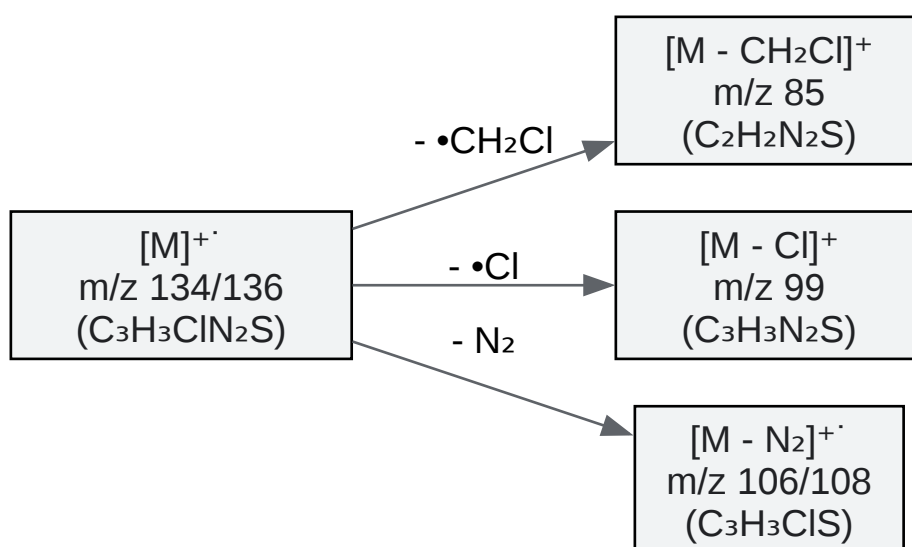 [M - CH₂Cl]⁺
m/z 85
(C₂H₂N₂S)
- •CH₂Cl
[M]⁺˙
m/z 134/136
(C₃H₃ClN₂S)
- •Cl
[M - Cl]⁺
m/z 99
(C₃H₃N₂S)
- N₂
[M - N₂]⁺˙
m/z 106/108
(C₃H₃ClS)